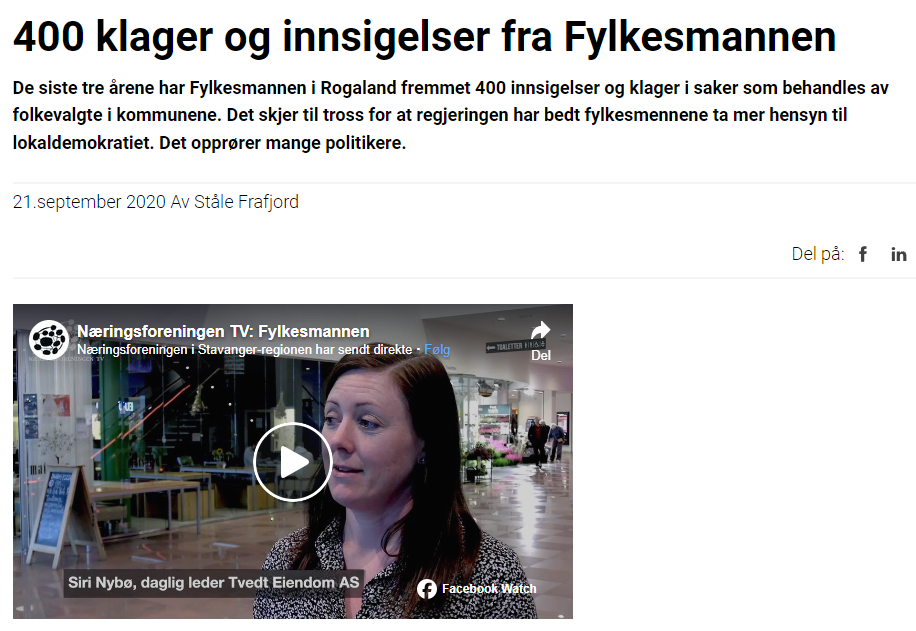 400 klager og innsigelser fra Fylkesmannen
De siste tre årene har Fylkesmannen i Rogaland fremmet 400 innsigelser og klager i saker som behandles av
folkevalgte i kommunene. Det skjer til tross for at regjeringen har bedt fylkesmennene ta mer hensyn til
lokaldemokratiet. Det opprører mange politikere.
21.september 2020 Av Ståle Frafjord
Del på:
Næringsforeningen TV: Fylkesmannen
Næringsforeningen i Stavanger-regionen har sendt direkte · Følg
Del
TOALETTER
Siri Nybø, daglig leder Tvedt Eiendom AS
Facebook Watch